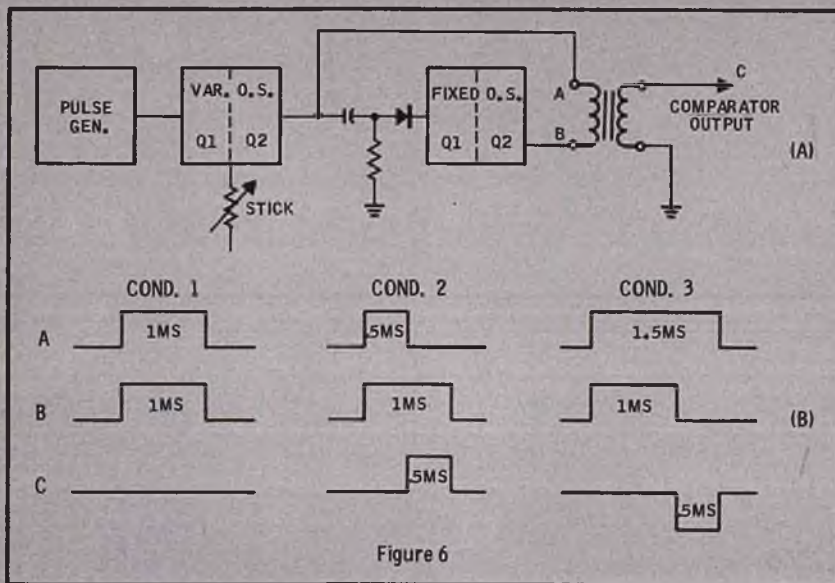 PULSE
GEN.
VAR. O.S.
Q1 Q2
STICK
FIXED O.S.
Q1 Q2
A
B
C
COMPARATOR
OUTPUT
(A)
COND. 1 COND. 2 COND. 3
A 1MS .5MS 1.5MS
B 1MS 1MS 1MS (B)
C .5MS .5MS
Figure 6